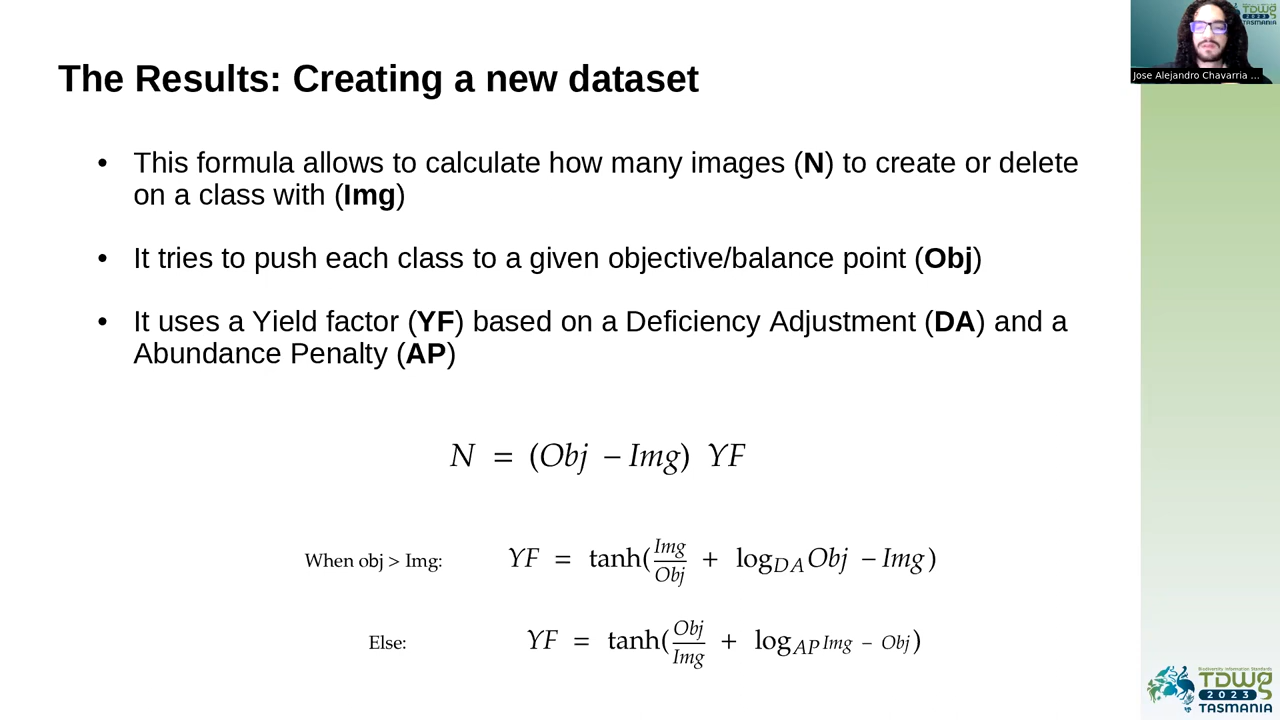 TDWG
2023
TASMANIA
Jose Alejandro Chavarria ...
The Results: Creating a new dataset
• This formula allows to calculate how many images (N) to create or delete
on a class with (Img)
• It tries to push each class to a given objective/balance point (Obj)
• It uses a Yield factor (YF) based on a Deficiency Adjustment (DA) and a
Abundance Penalty (AP)
N = (Obj − Img) YF
When obj > Img: YF = tanh(Img/Obj + log_DA Obj − Img)
Else: YF = tanh(Obj/Img + log_AP Img − Obj)
Biodiversity Information Standards
TDWG
2023
TASMANIA